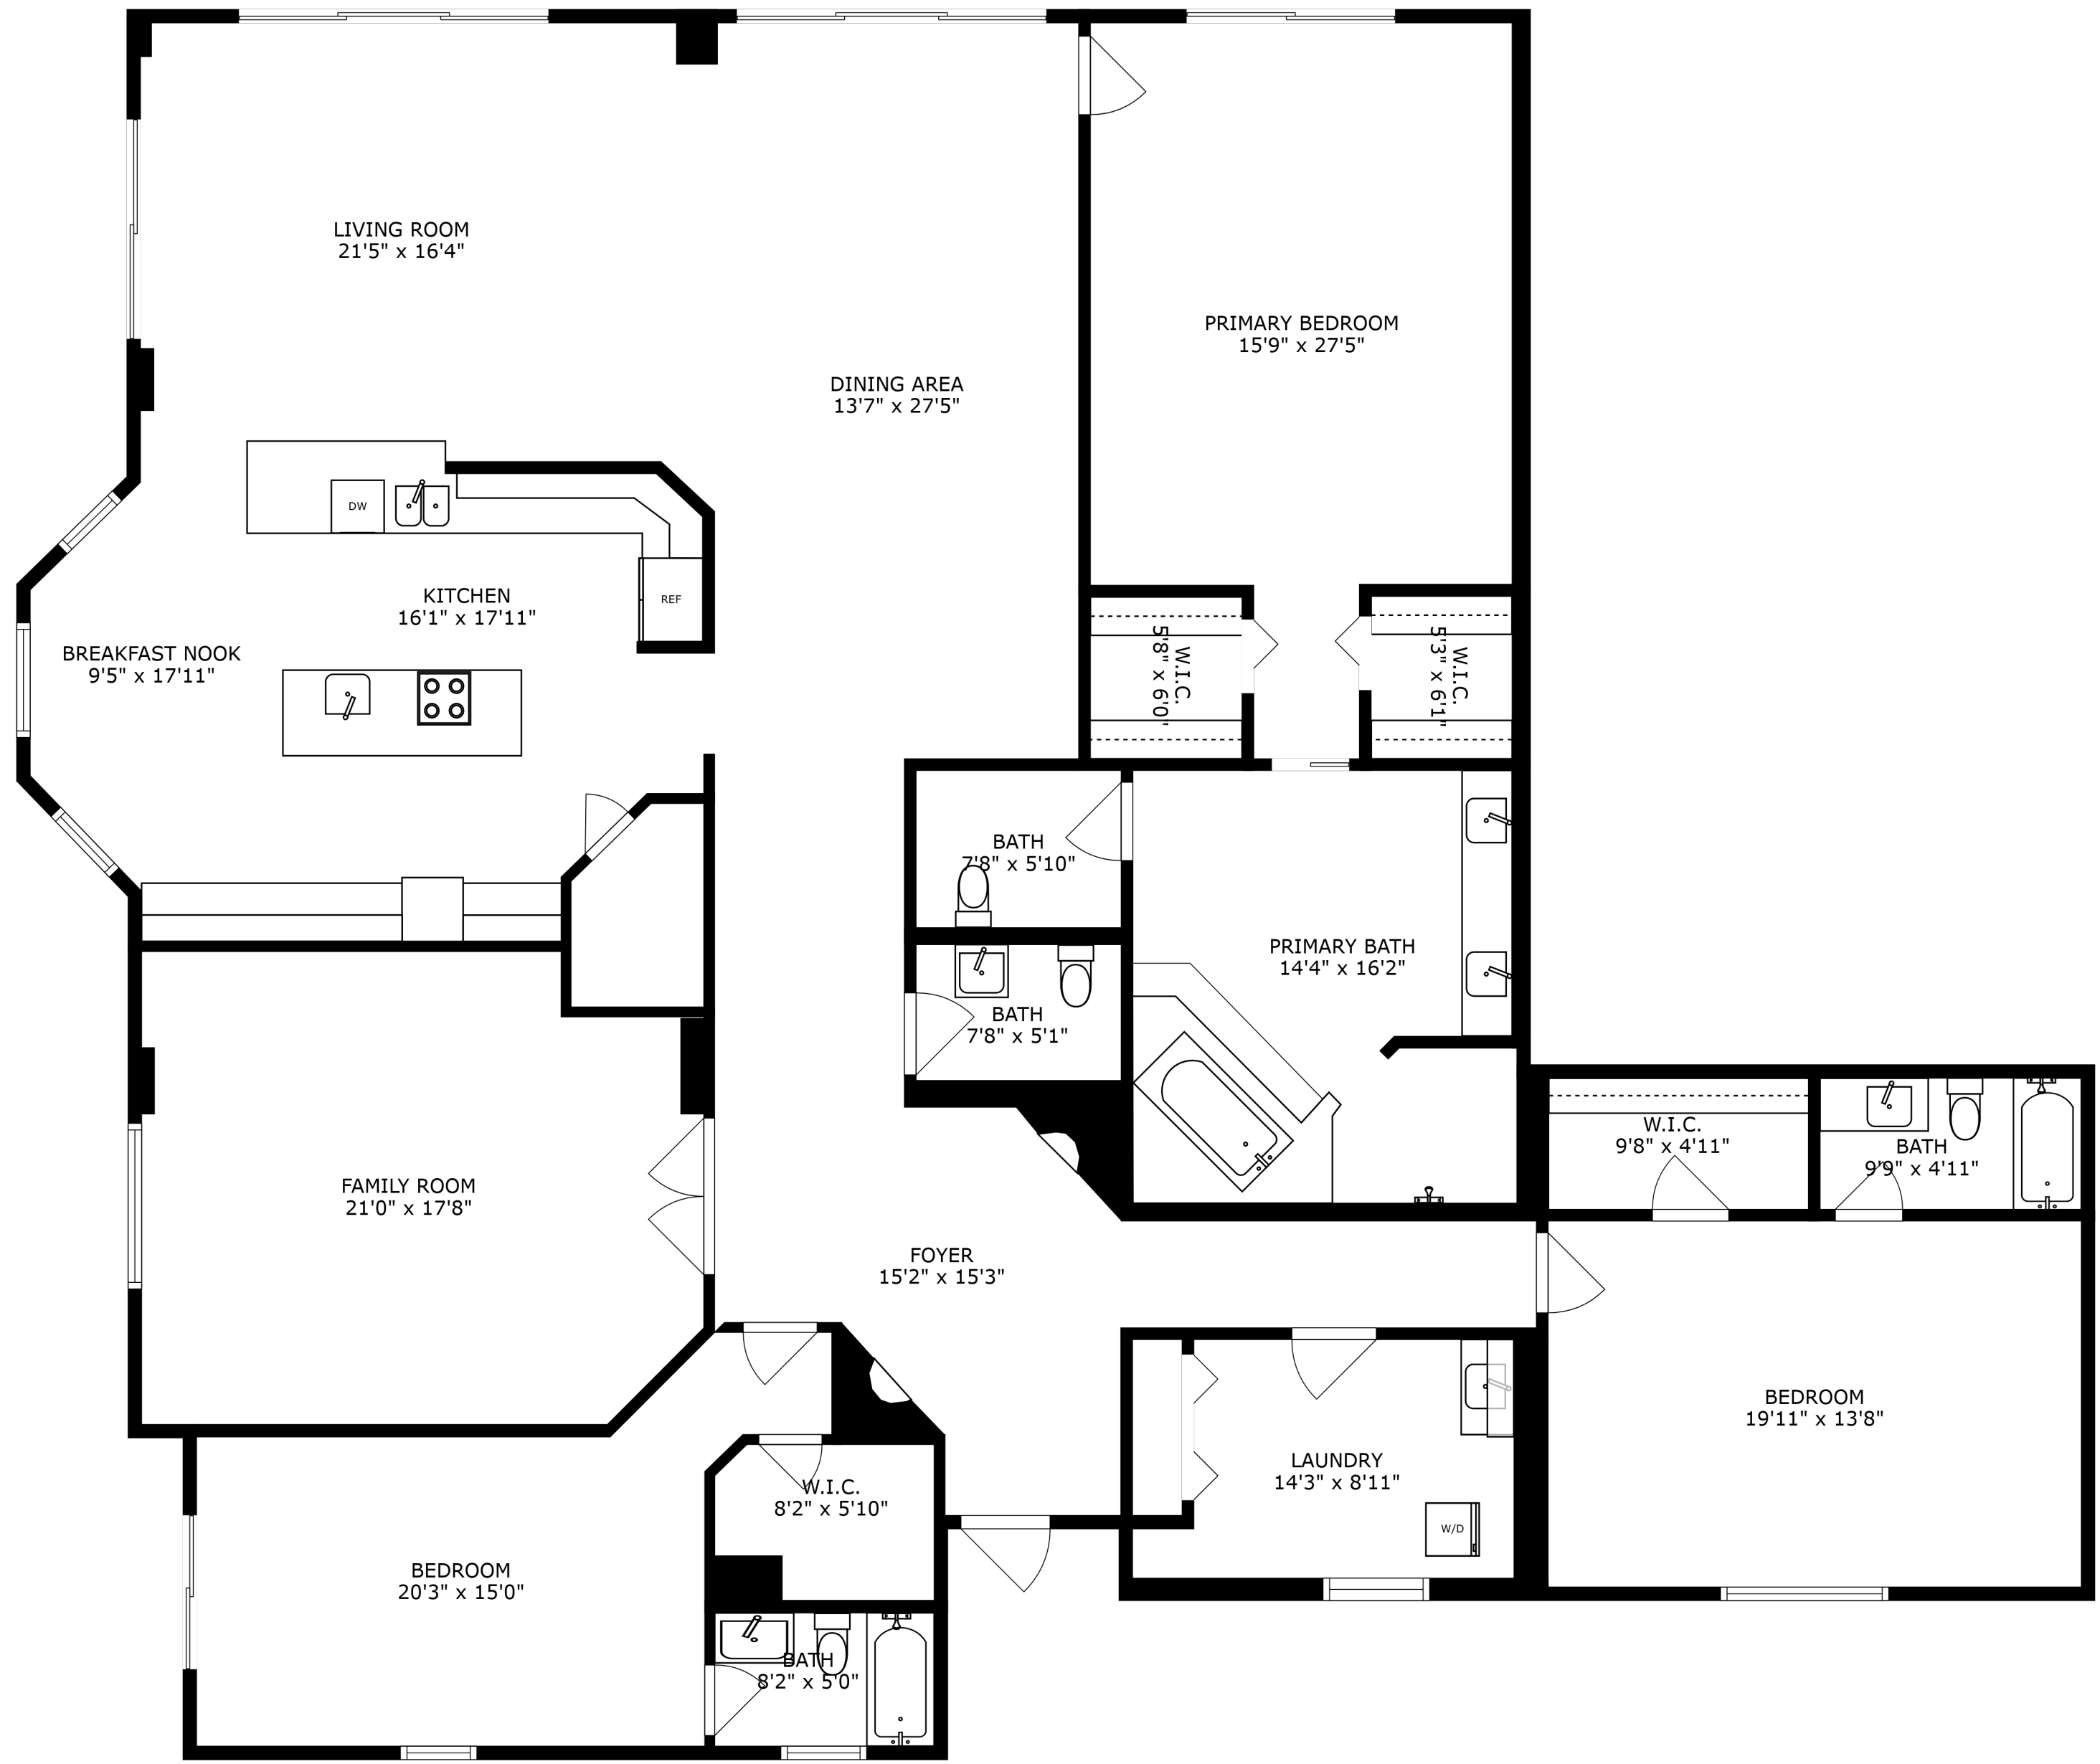 LIVING ROOM
21'5" x 16'4"
PRIMARY BEDROOM
15'9" x 27'5"
DINING AREA
13'7" x 27'5"
DW
KITCHEN
16'1" x 17'11"
REF
BREAKFAST NOOK
9'5" x 17'11"
W.I.C.
5'8" x 6'0"
W.I.C.
5'3" x 6'1"
BATH
7'8" x 5'10"
PRIMARY BATH
14'4" x 16'2"
BATH
7'8" x 5'1"
W.I.C.
9'8" x 4'11"
BATH
9'9" x 4'11"
FAMILY ROOM
21'0" x 17'8"
FOYER
15'2" x 15'3"
BEDROOM
19'11" x 13'8"
LAUNDRY
14'3" x 8'11"
W.I.C.
8'2" x 5'10"
W/D
BEDROOM
20'3" x 15'0"
BATH
8'2" x 5'0"